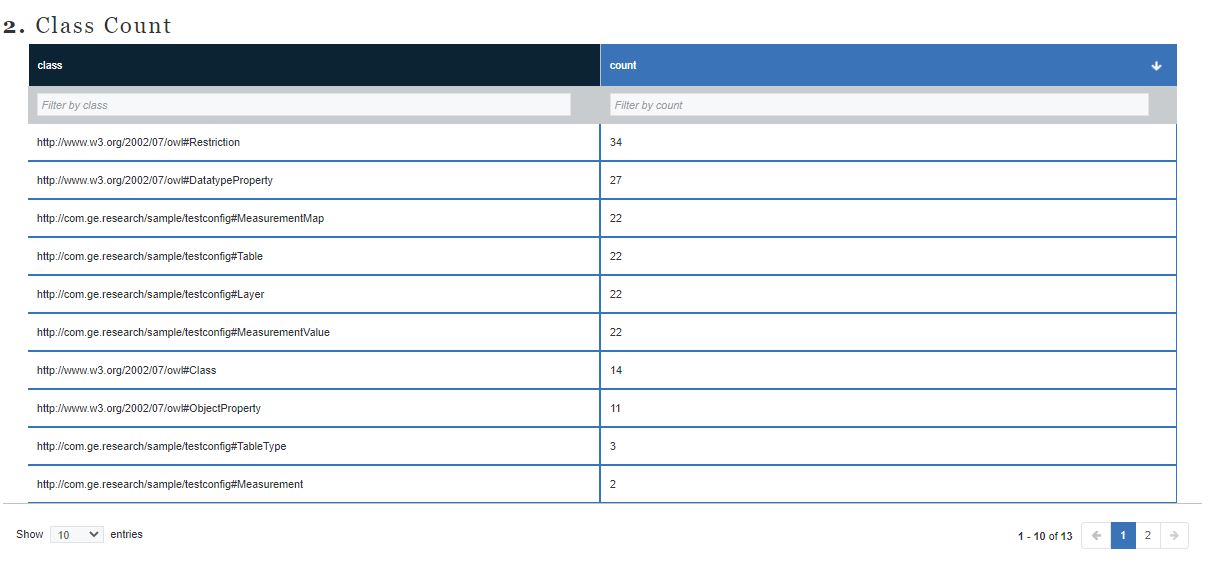 2. Class Count
class count
Filter by class Filter by count
http://www.w3.org/2002/07/owl#Restriction 34
http://www.w3.org/2002/07/owl#DatatypeProperty 27
http://com.ge.research/sample/testconfig#MeasurementMap 22
http://com.ge.research/sample/testconfig#Table 22
http://com.ge.research/sample/testconfig#Layer 22
http://com.ge.research/sample/testconfig#MeasurementValue 22
http://www.w3.org/2002/07/owl#Class 14
http://www.w3.org/2002/07/owl#ObjectProperty 11
http://com.ge.research/sample/testconfig#TableType 3
http://com.ge.research/sample/testconfig#Measurement 2
Show 10 entries 1 - 10 of 13 1 2